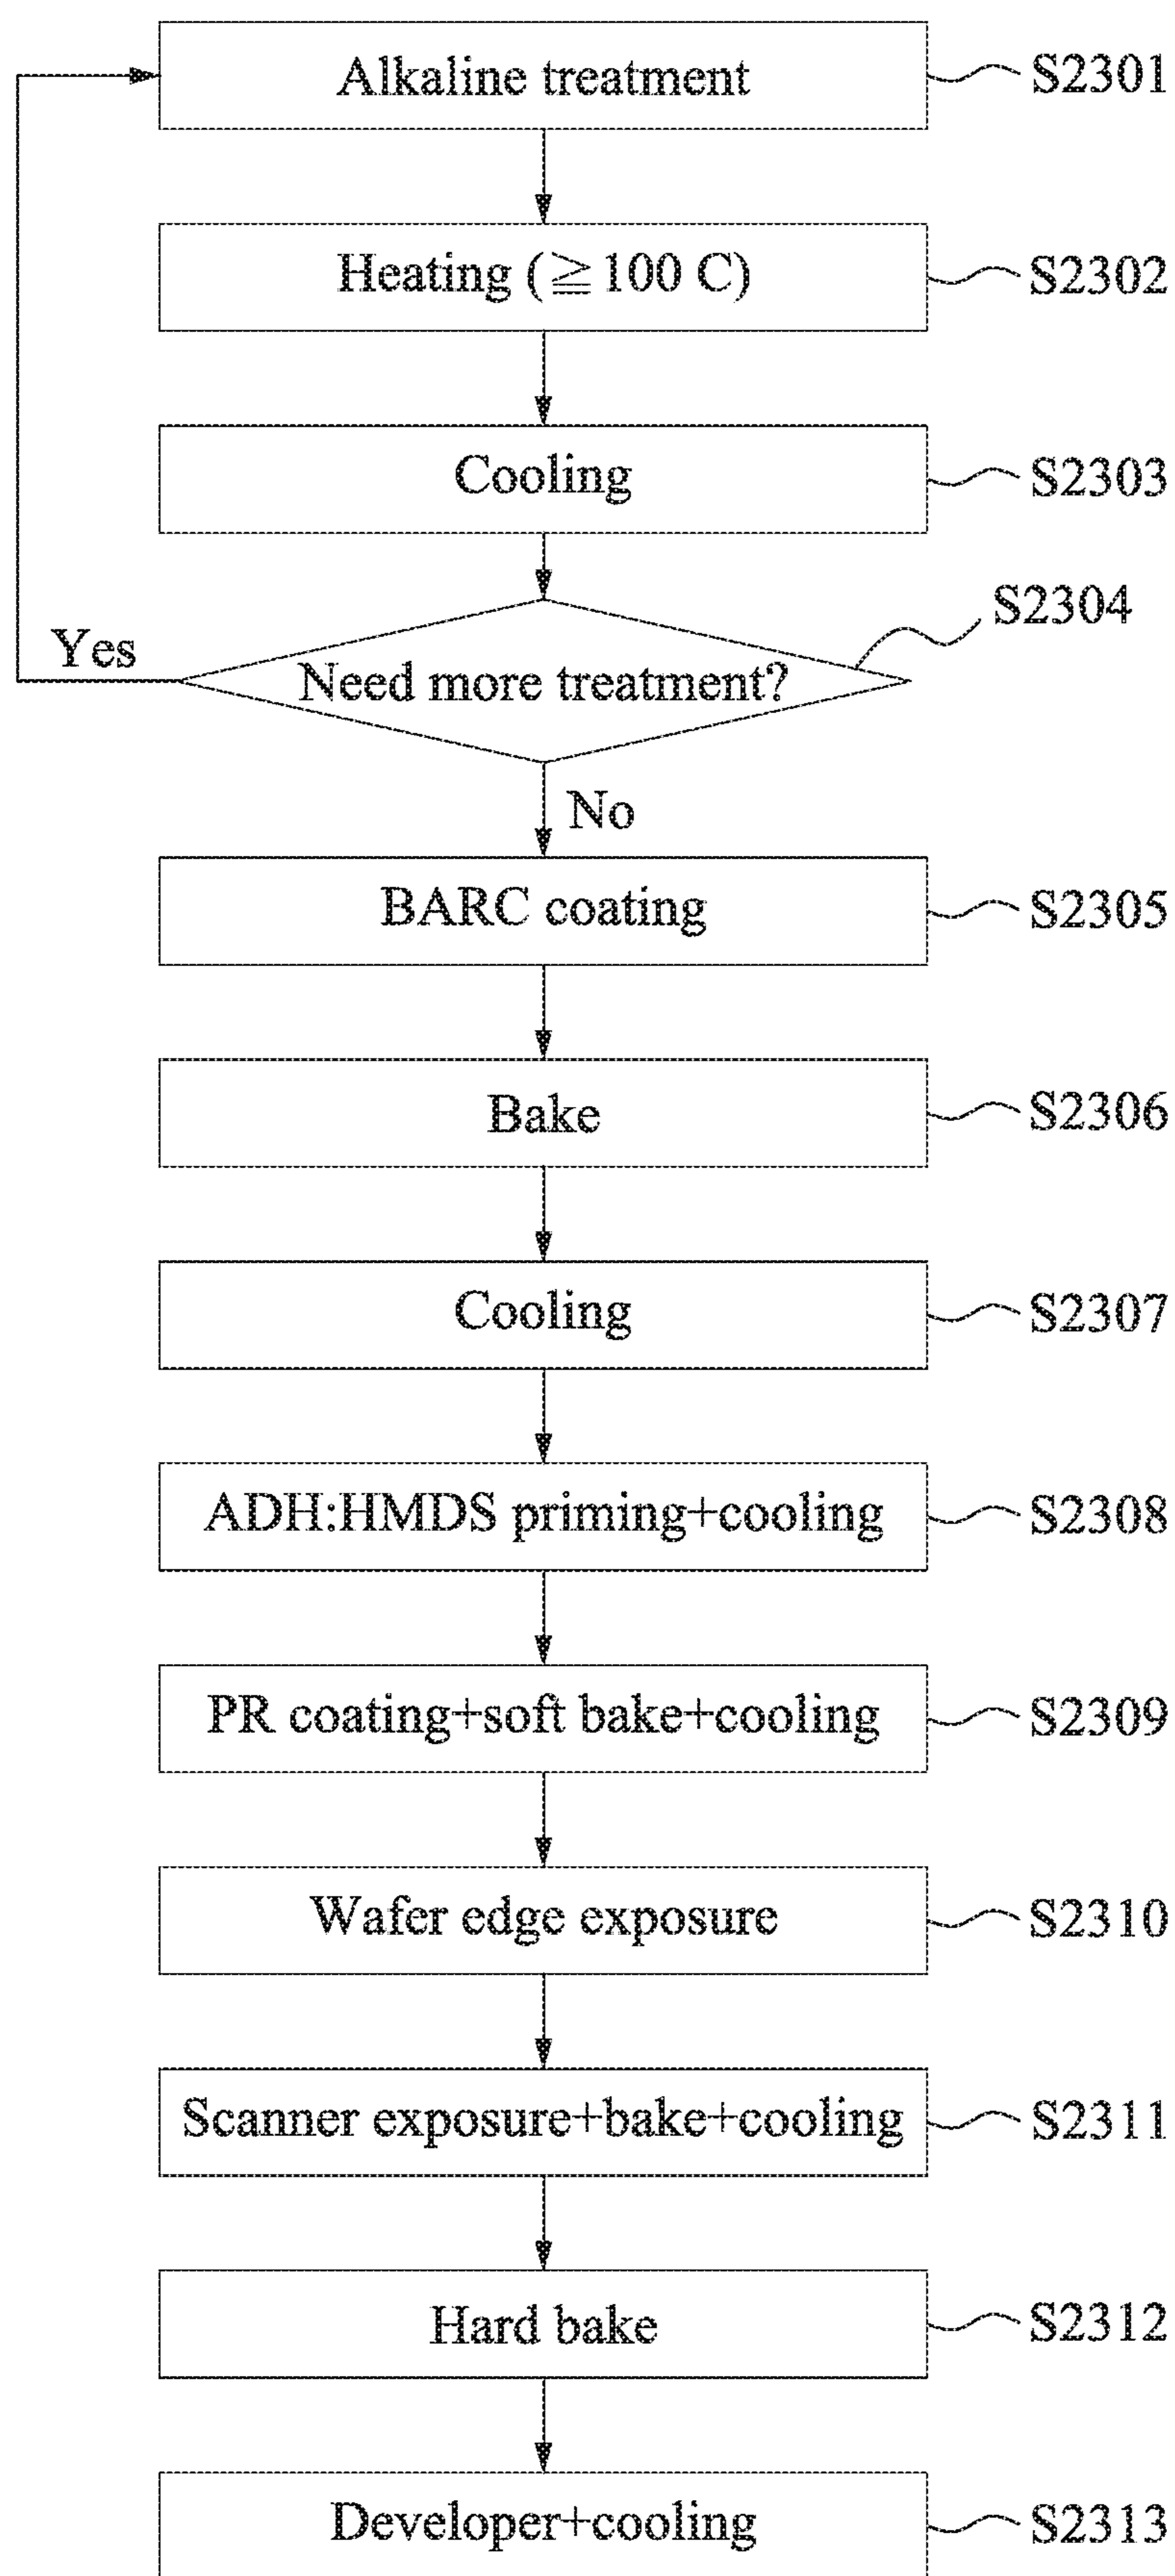 Alkaline treatment S2301
Heating (≧100 C) S2302
Cooling S2303
S2304
Yes
Need more treatment?
No
BARC coating S2305
Bake S2306
Cooling S2307
ADH:HMDS priming+cooling S2308
PR coating+soft bake+cooling S2309
Wafer edge exposure S2310
Scanner exposure+bake+cooling S2311
Hard bake S2312
Developer+cooling S2313